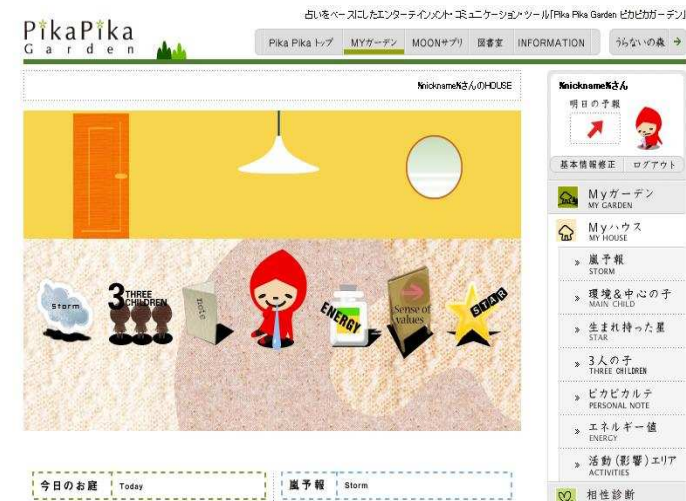 占いをベースにしたエンターテインメント・コミュニケーション・ツール「Pika Pika Garden ピカピカガーデン」
PikaPika
Garden
Pika Pika トップ MYガーデン MOONサプリ 図書室 INFORMATION うらないの森
%nickname%さんのHOUSE
%nickname%さん
明日の予報
基本情報修正 ログアウト
Myガーデン
MY GARDEN
Myハウス
MY HOUSE
» 嵐予報
STORM
» 環境&中心の子
MAIN CHILD
» 生まれ持った星
STAR
» 3人の子
THREE CHILDREN
» ピカピカルテ
PERSONAL NOTE
» エネルギー値
ENERGY
» 活動(影響)エリア
ACTIVITIES
相性診断
Storm
3 THREE
CHILDREN
note
ENERGY
Sense of
values
STAR
今日のお庭 Today
嵐予報 Storm